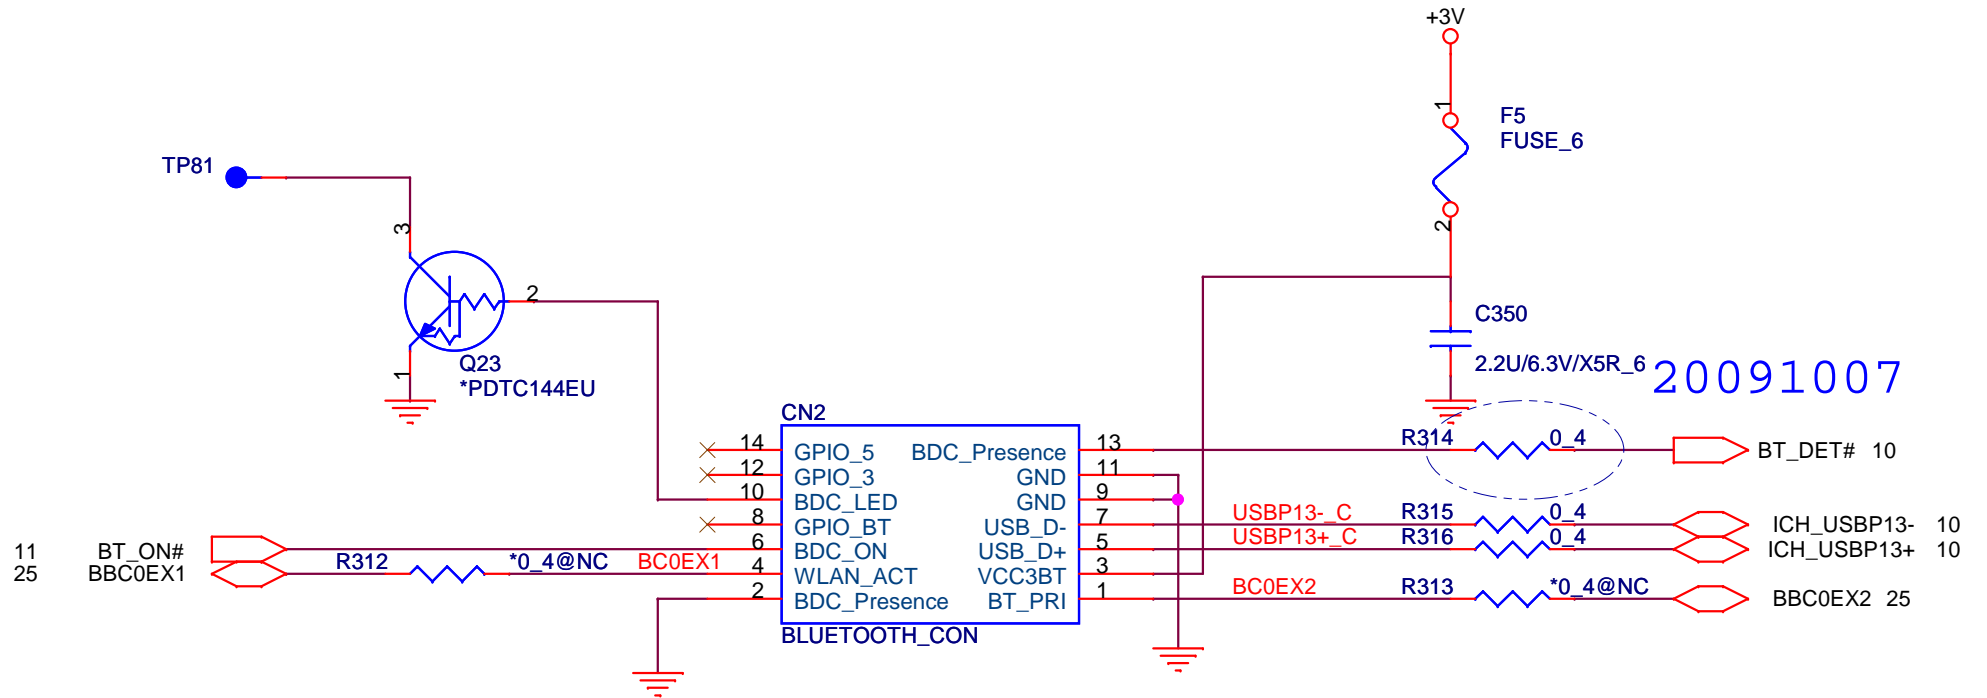 +3V
1
F5
FUSE_6
TP81
2
3
2
C350
1
Q23
*PDTC144EU
2.2U/6.3V/X5R_6
20091007
CN2
14 GPIO_5 BDC_Presence 13 R314 0_4 BT_DET# 10
12 GPIO_3 GND 11
10 BDC_LED GND 9
8 GPIO_BT USB_D- 7 USBP13-_C R315 0_4 ICH_USBP13- 10
11 BT_ON# 6 BDC_ON USB_D+ 5 USBP13+_C R316 0_4 ICH_USBP13+ 10
25 BBC0EX1 R312 *0_4@NC BC0EX1 4 WLAN_ACT VCC3BT 3
2 BDC_Presence BT_PRI 1 BC0EX2 R313 *0_4@NC BBC0EX2 25
BLUETOOTH_CON